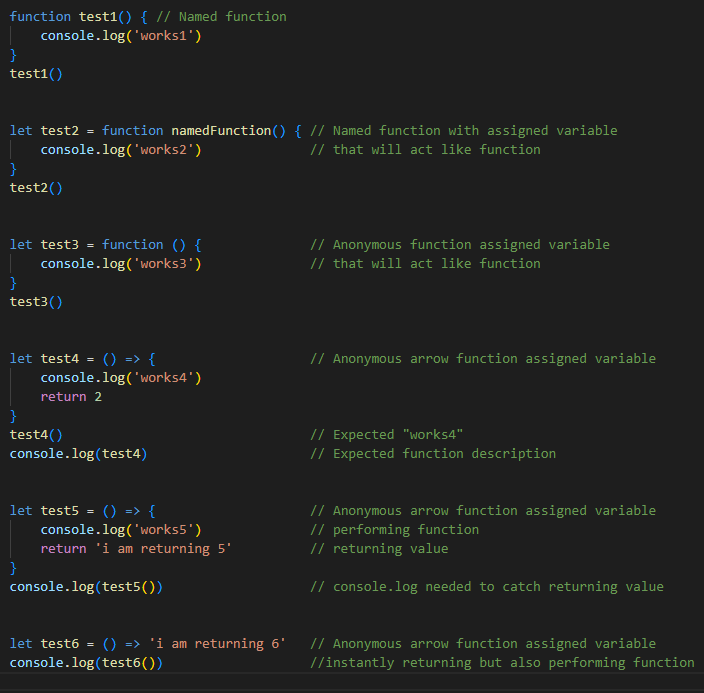 function test1() { // Named function
    console.log('works1')
}
test1()
let test2 = function namedFunction() { // Named function with assigned variable
    console.log('works2')              // that will act like function
}
test2()
let test3 = function () {              // Anonymous function assigned variable
    console.log('works3')              // that will act like function
}
test3()
let test4 = () => {                    // Anonymous arrow function assigned variable
    console.log('works4')
    return 2
}
test4()                                // Expected "works4"
console.log(test4)                     // Expected function description
let test5 = () => {                    // Anonymous arrow function assigned variable
    console.log('works5')              // performing function
    return 'i am returning 5'          // returning value
}
console.log(test5())                   // console.log needed to catch returning value
let test6 = () => 'i am returning 6'   // Anonymous arrow function assigned variable
console.log(test6())                   //instantly returning but also performing function